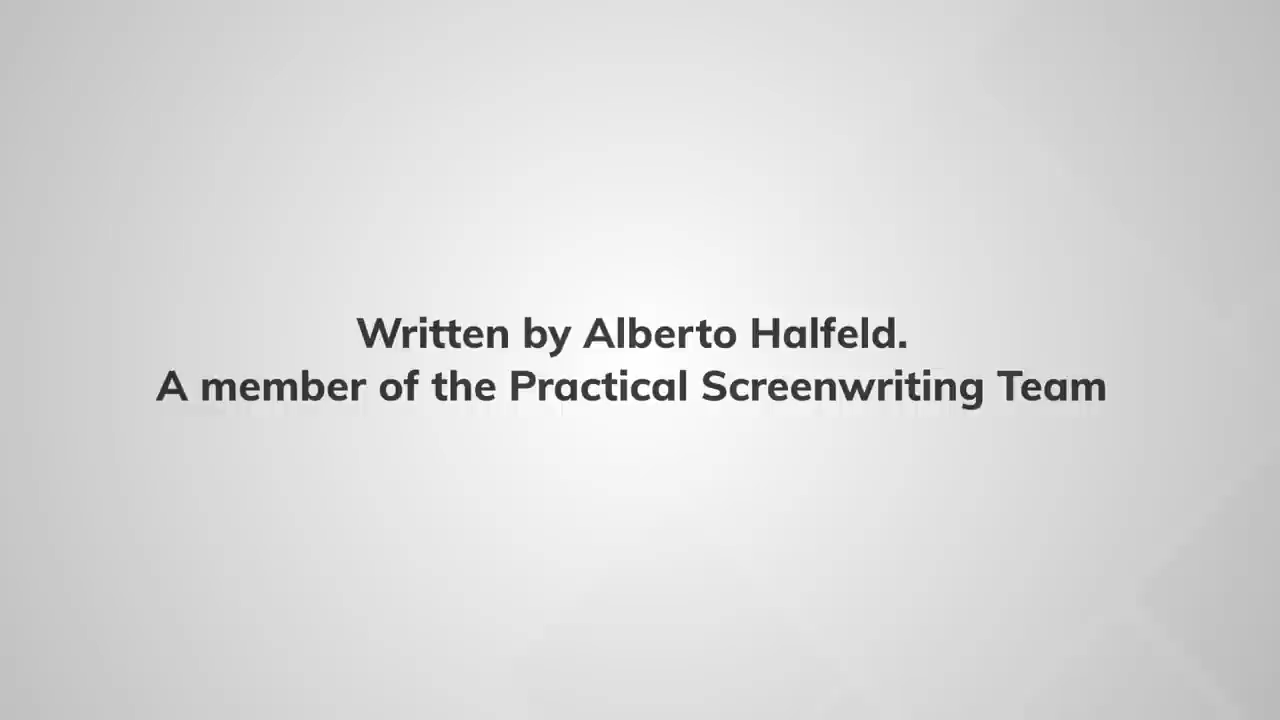 Written by Alberto Halfeld.
A member of the Practical Screenwriting Team